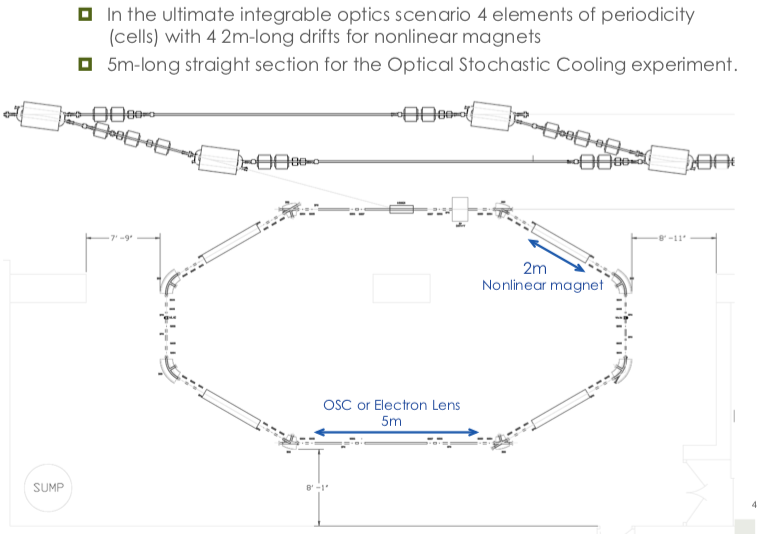 In the ultimate integrable optics scenario 4 elements of periodicity
(cells) with 4 2m-long drifts for nonlinear magnets
5m-long straight section for the Optical Stochastic Cooling experiment.
7' -9"
8' -11"
2m
Nonlinear magnet
OSC or Electron Lens
5m
SUMP
8' -1"
4